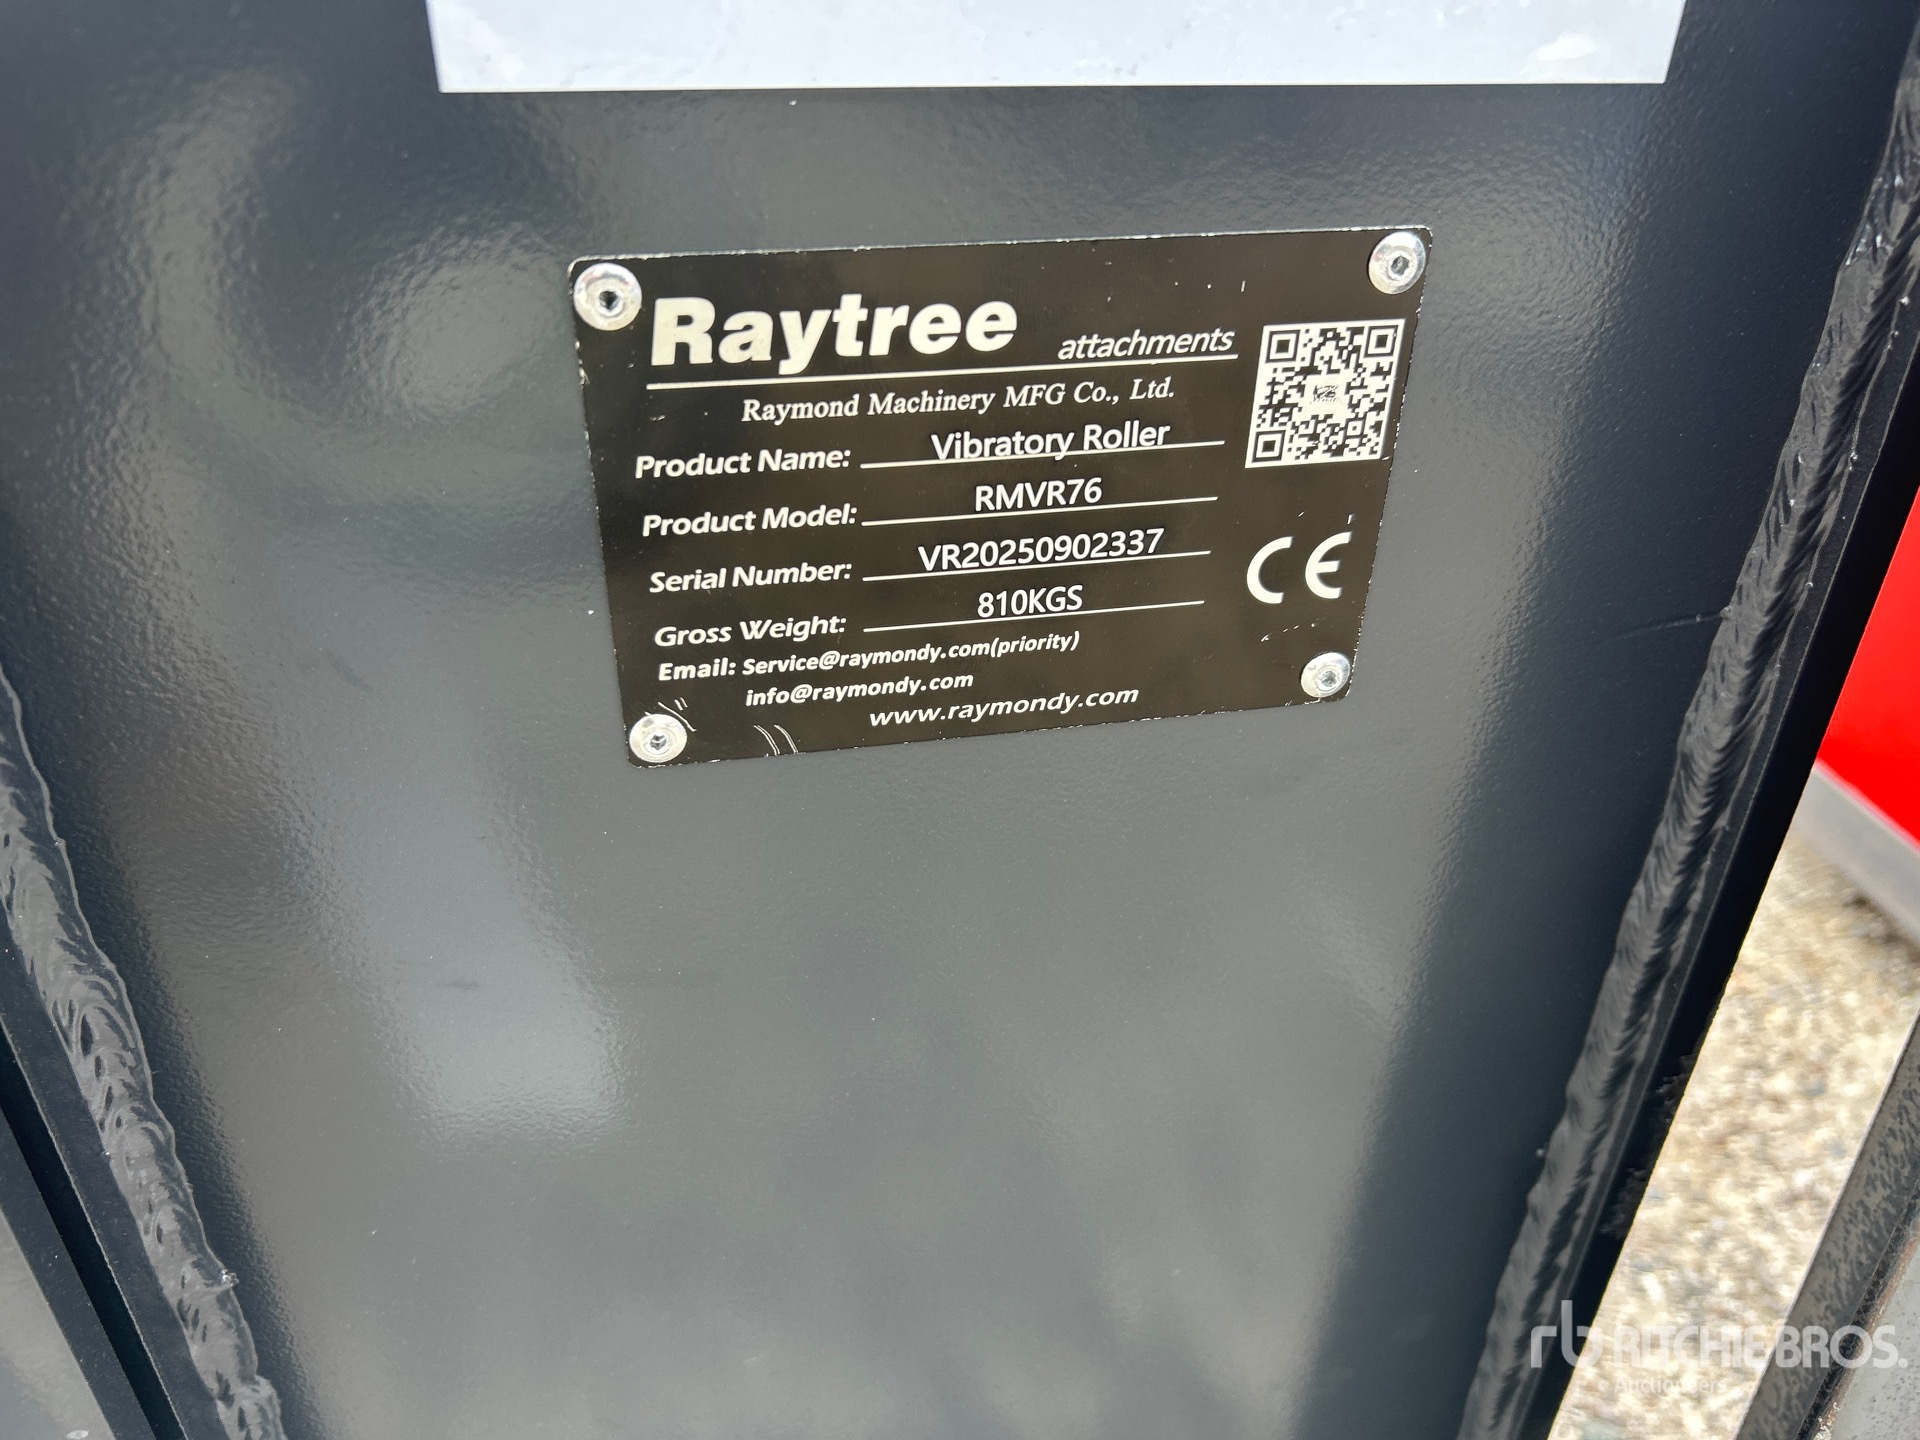 Raytree attachments
Raymond Machinery MFG Co., Ltd.
Product Name: Vibratory Roller
Product Model: RMVR76
Serial Number: VR20250902337
Gross Weight: 810KGS
CE
Email: Service@raymondy.com(priority)
info@raymondy.com
www.raymondy.com
rb RITCHIE BROS.
Auctioneers